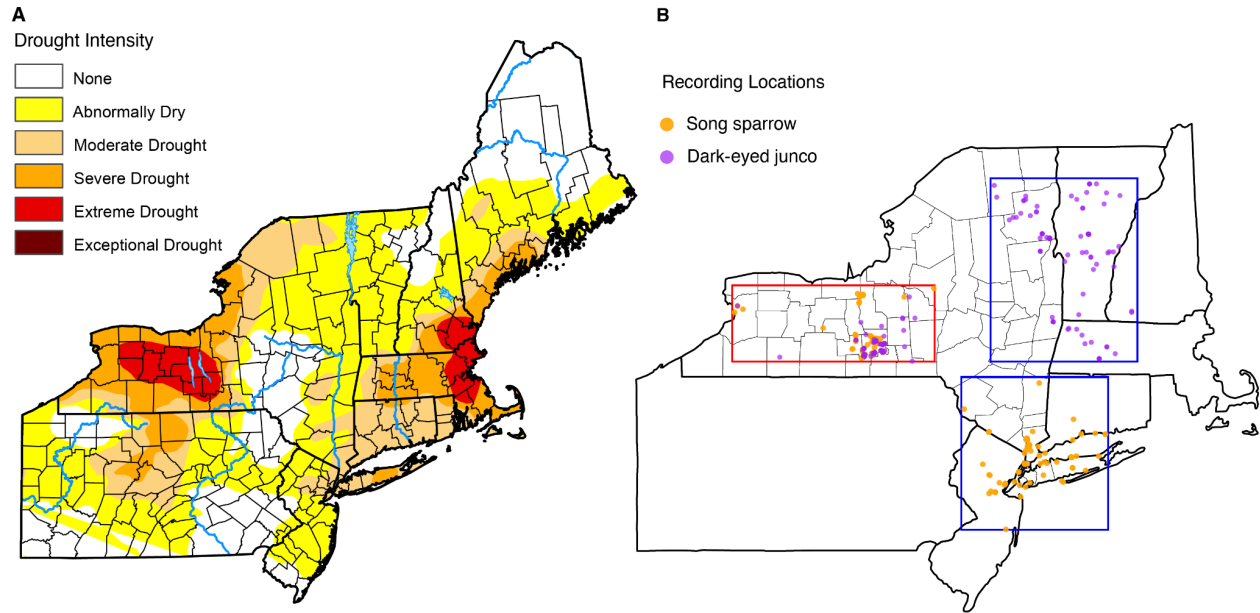 A
Drought Intensity
None
Abnormally Dry
Moderate Drought
Severe Drought
Extreme Drought
Exceptional Drought
B
Recording Locations
Song sparrow
Dark-eyed junco